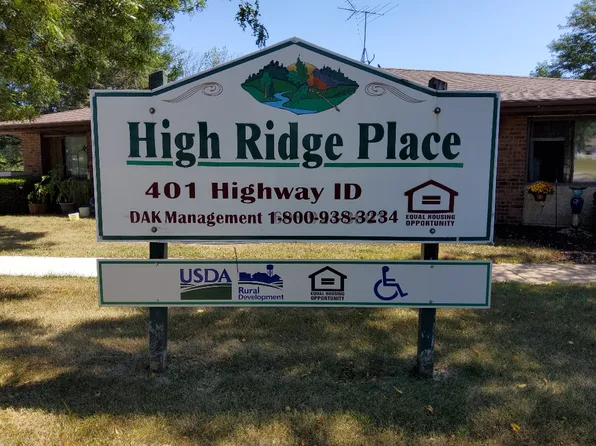 High Ridge Place
401 Highway ID
DAK Management 1-800-938-3234
EQUAL HOUSING
OPPORTUNITY
USDA
Rural
Development
EQUAL HOUSING
OPPORTUNITY